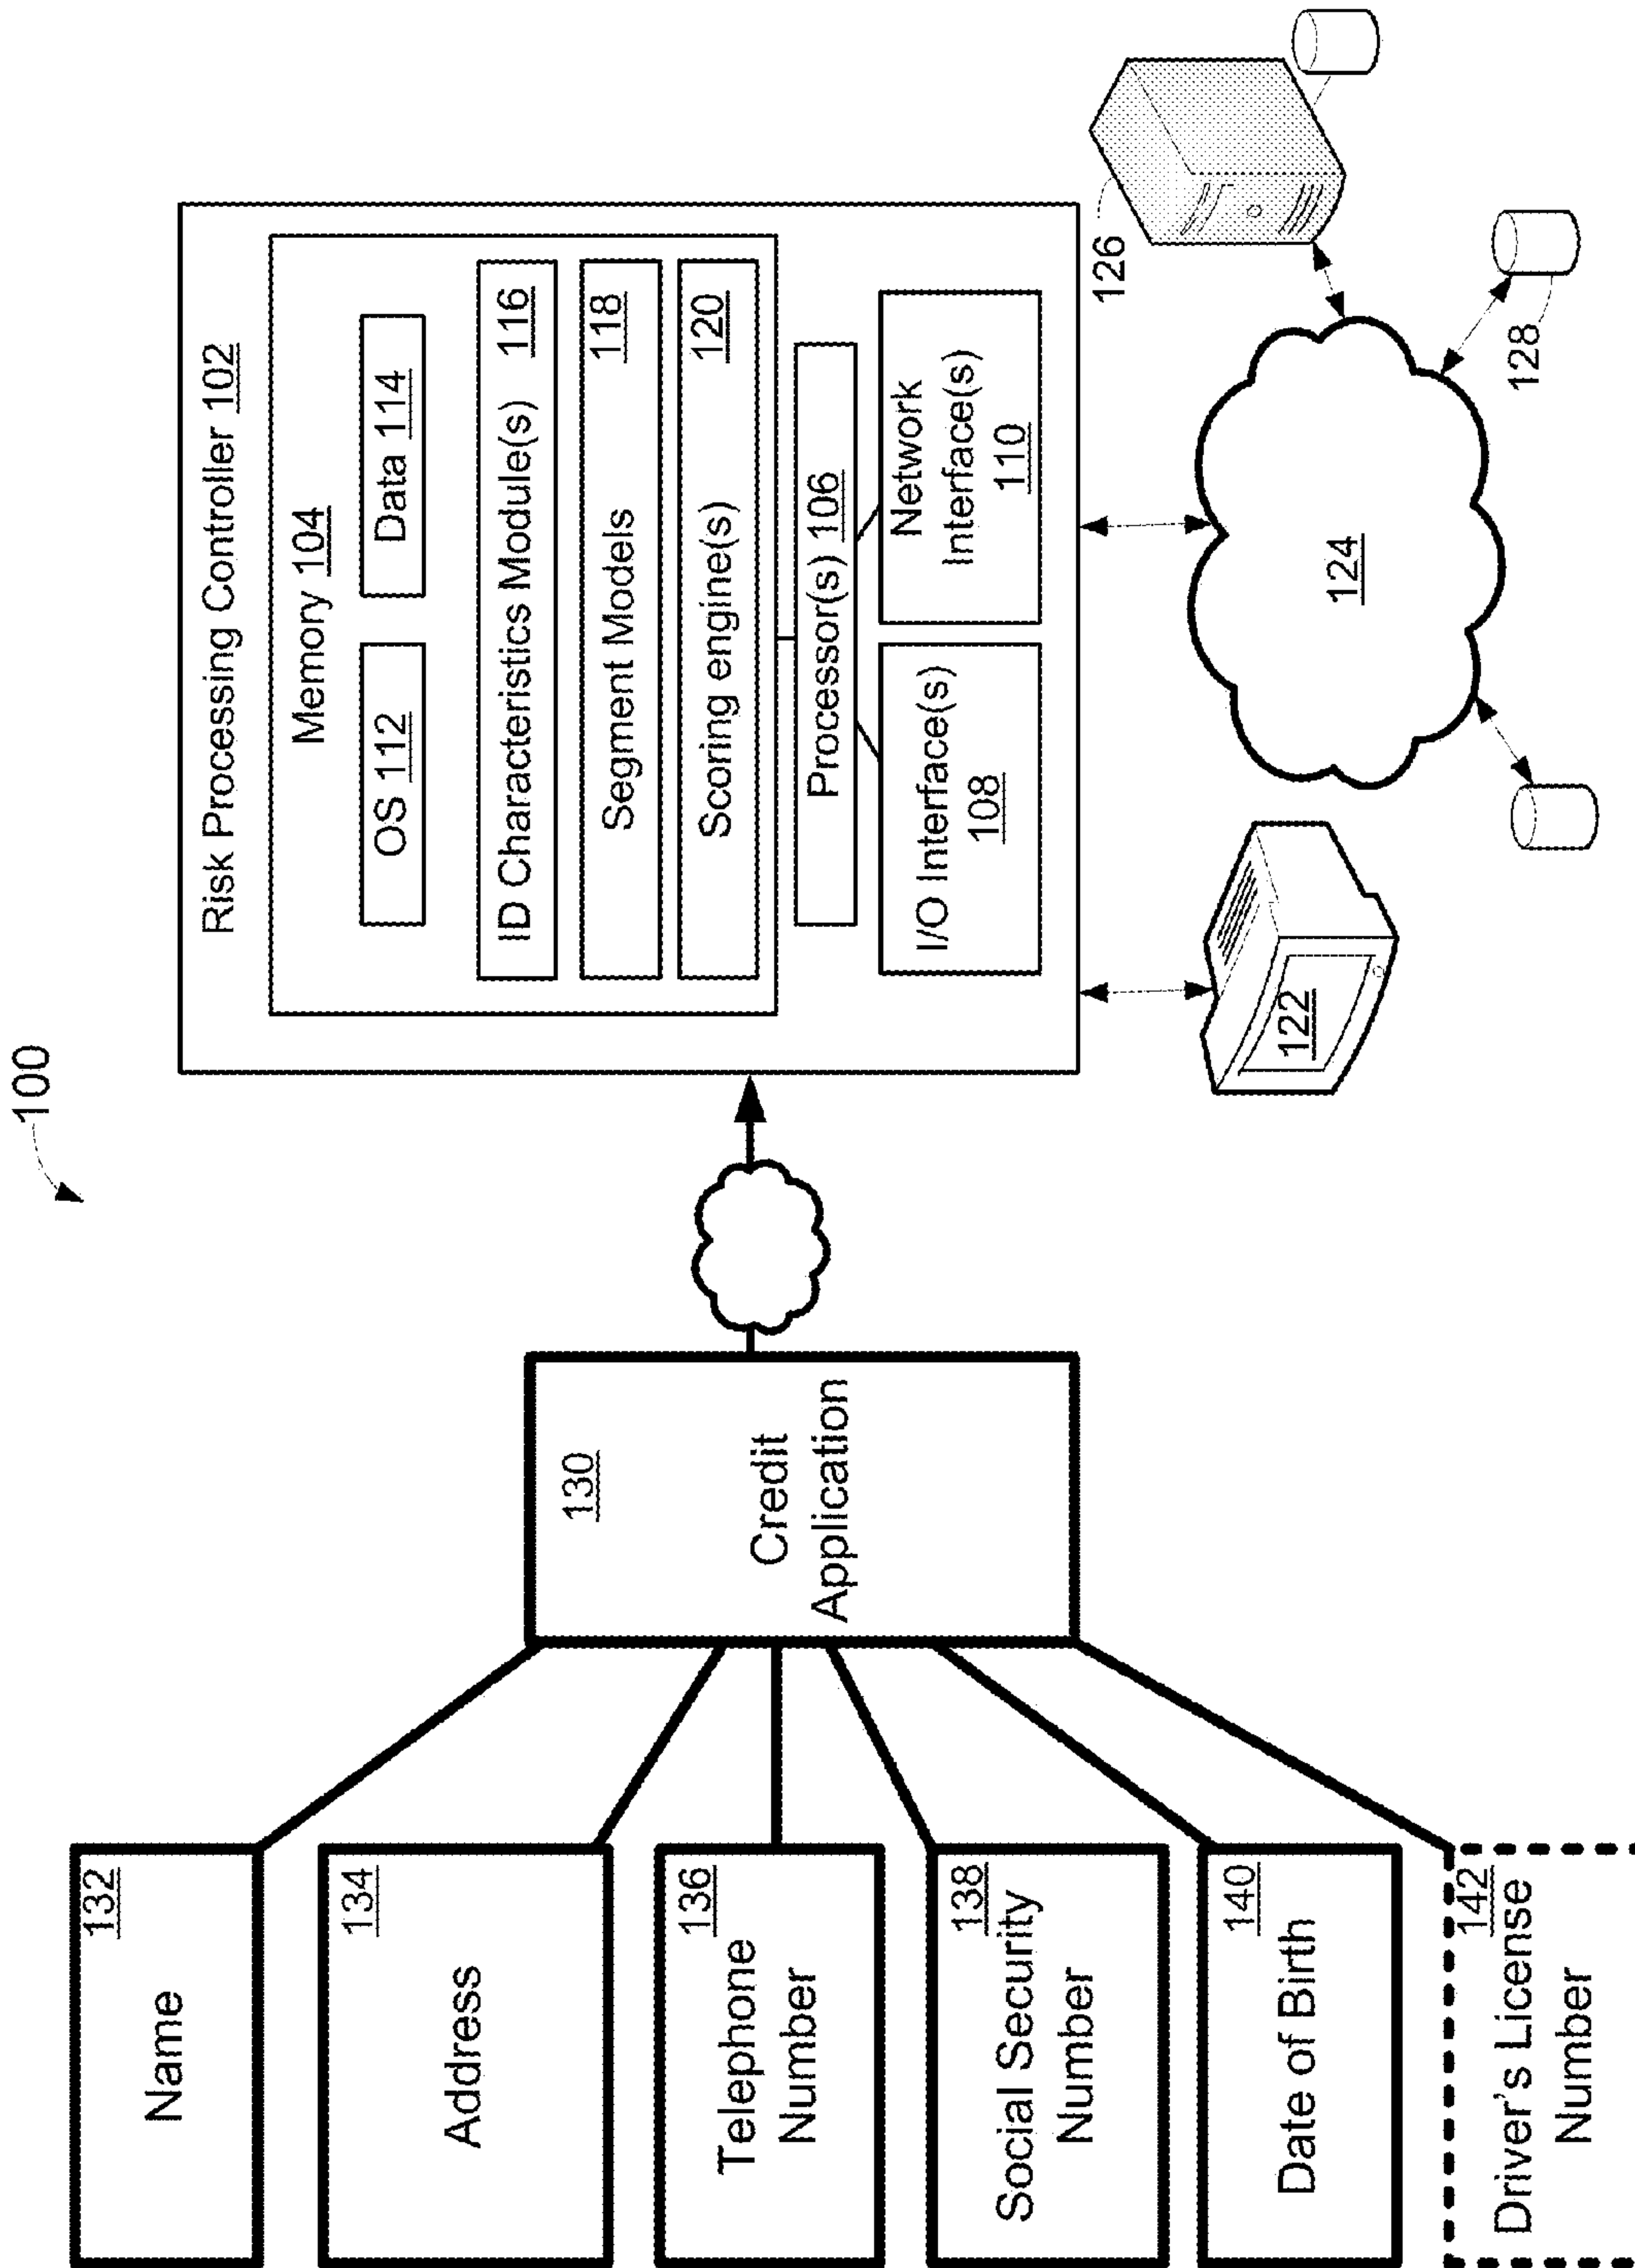 100
Name
132
Address
134
Telephone
Number
136
Social Security
Number
138
Date of Birth
140
Driver's License
Number
142
130
Credit
Application
Risk Processing Controller 102
Memory 104
OS 112
Data 114
ID Characteristics Module(s) 116
Segment Models 118
Scoring engine(s) 120
Processor(s) 106
I/O Interface(s)
108
Network
Interface(s)
110
122
124
126
128